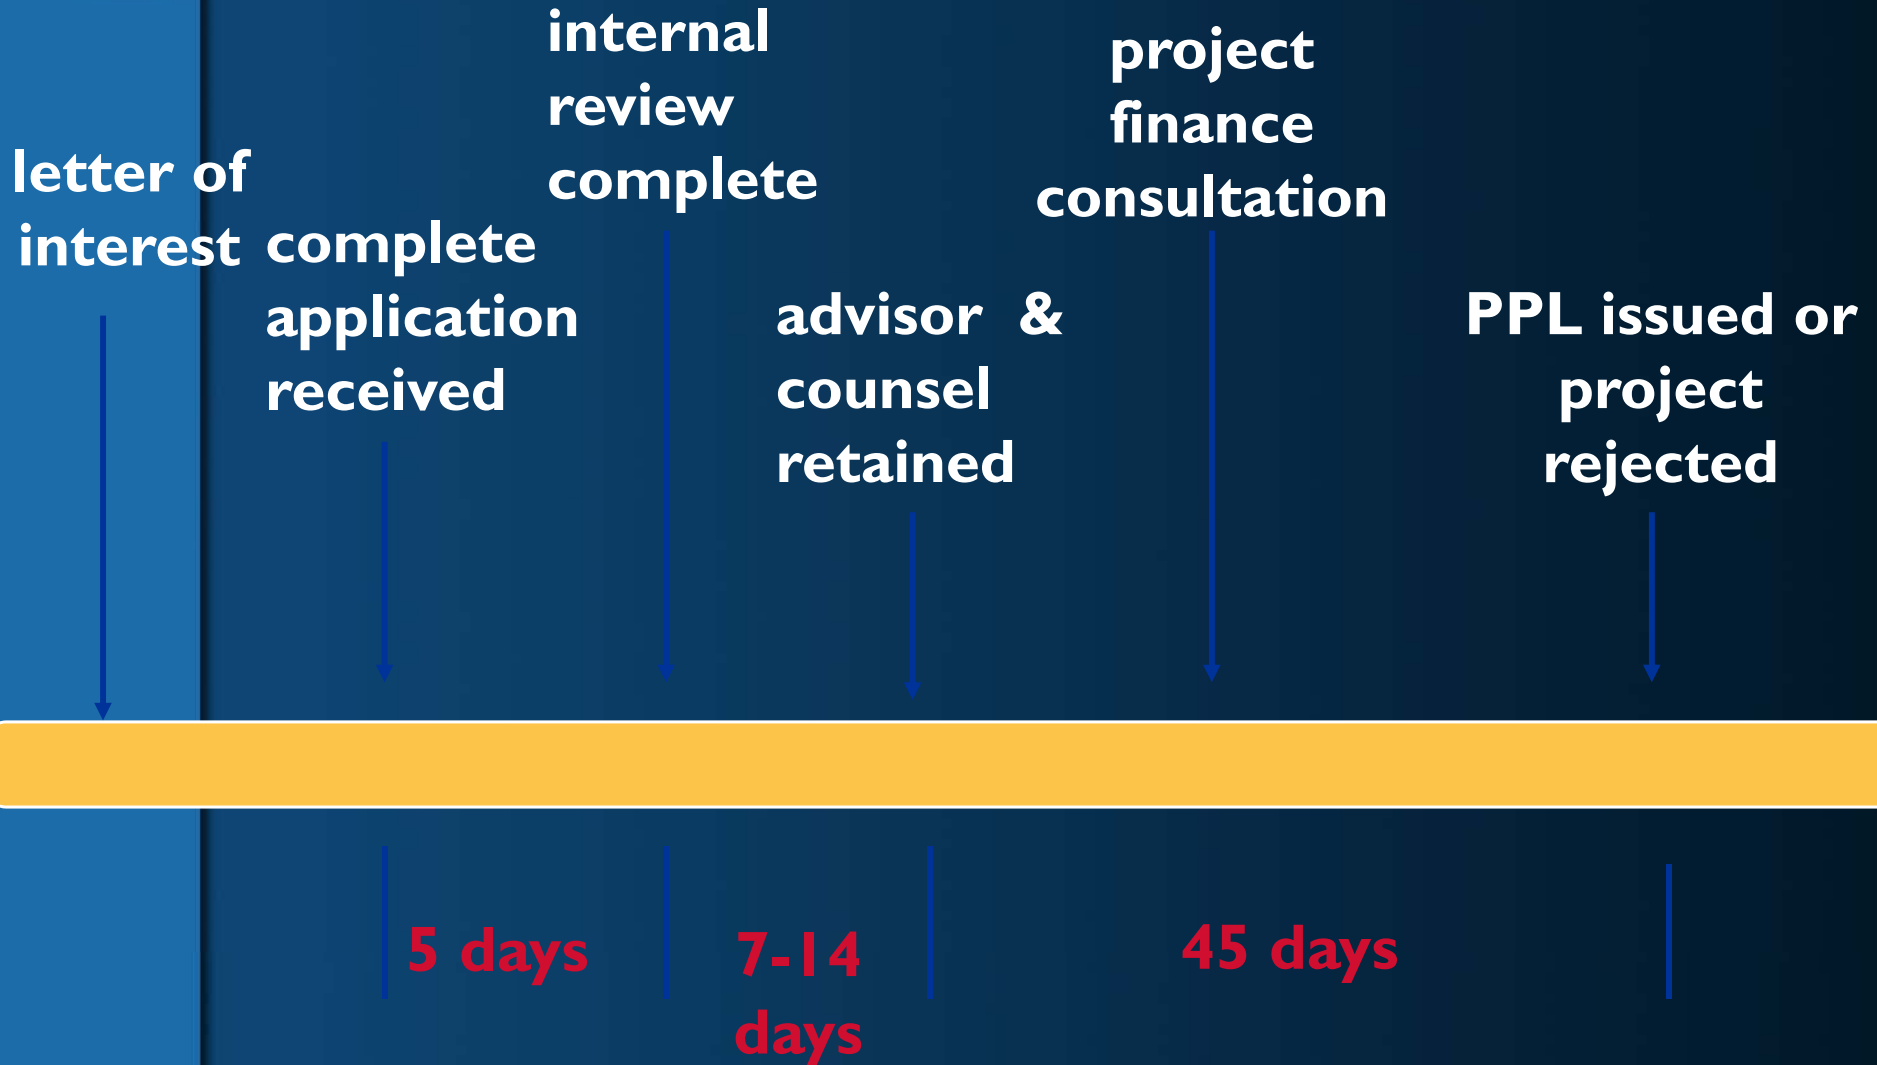 letter of
interest
complete
application
received
internal
review
complete
advisor &
counsel
retained
project
finance
consultation
PPL issued or
project
rejected
5 days
7-14
days
45 days